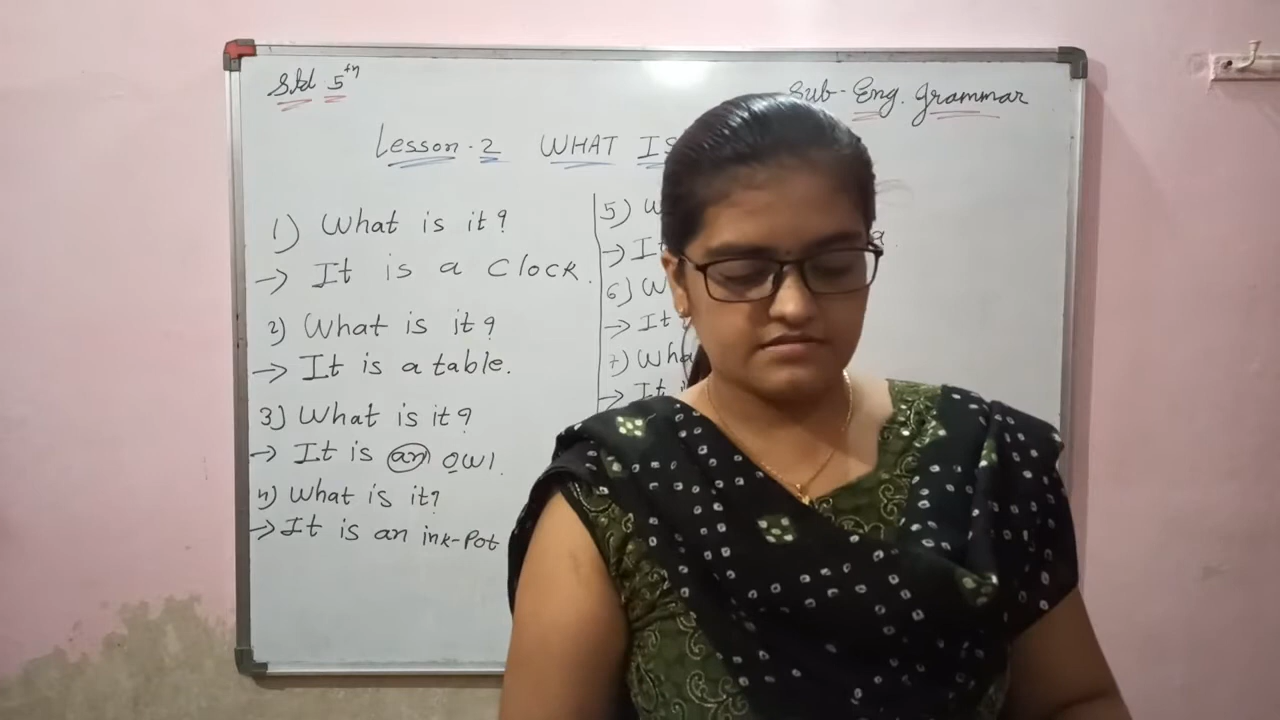 Std 5th
Sub- Eng. Grammar
Lesson-2 WHAT IS
1) What is it?
→ It is a Clock.
2) What is it?
→ It is a table.
3) What is it?
→ It is an owl.
4) What is it?
→ It is an ink-Pot
5) W
→ It a.
6) W
→ It
7) Wha
→ It